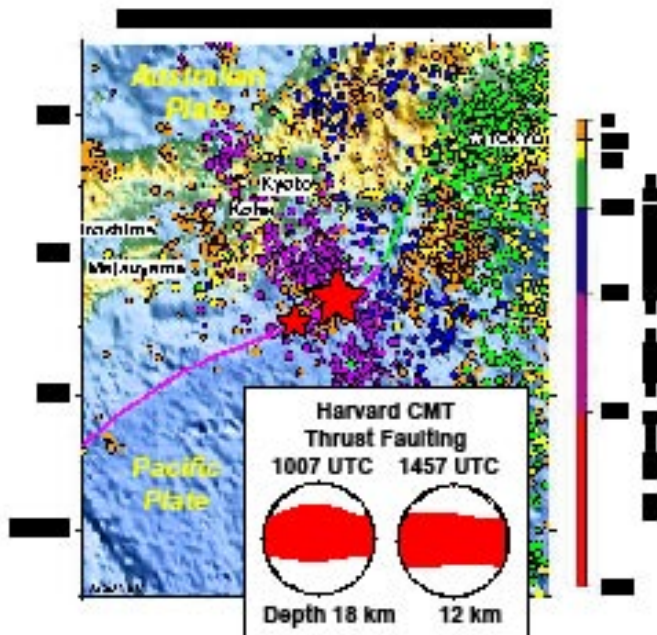 Australian
Plate
Tokyo
Kyoto
Kobe
iroshima
Matsuyama
Pacific
Plate
Harvard CMT
Thrust Faulting
1007 UTC 1457 UTC
Depth 18 km 12 km